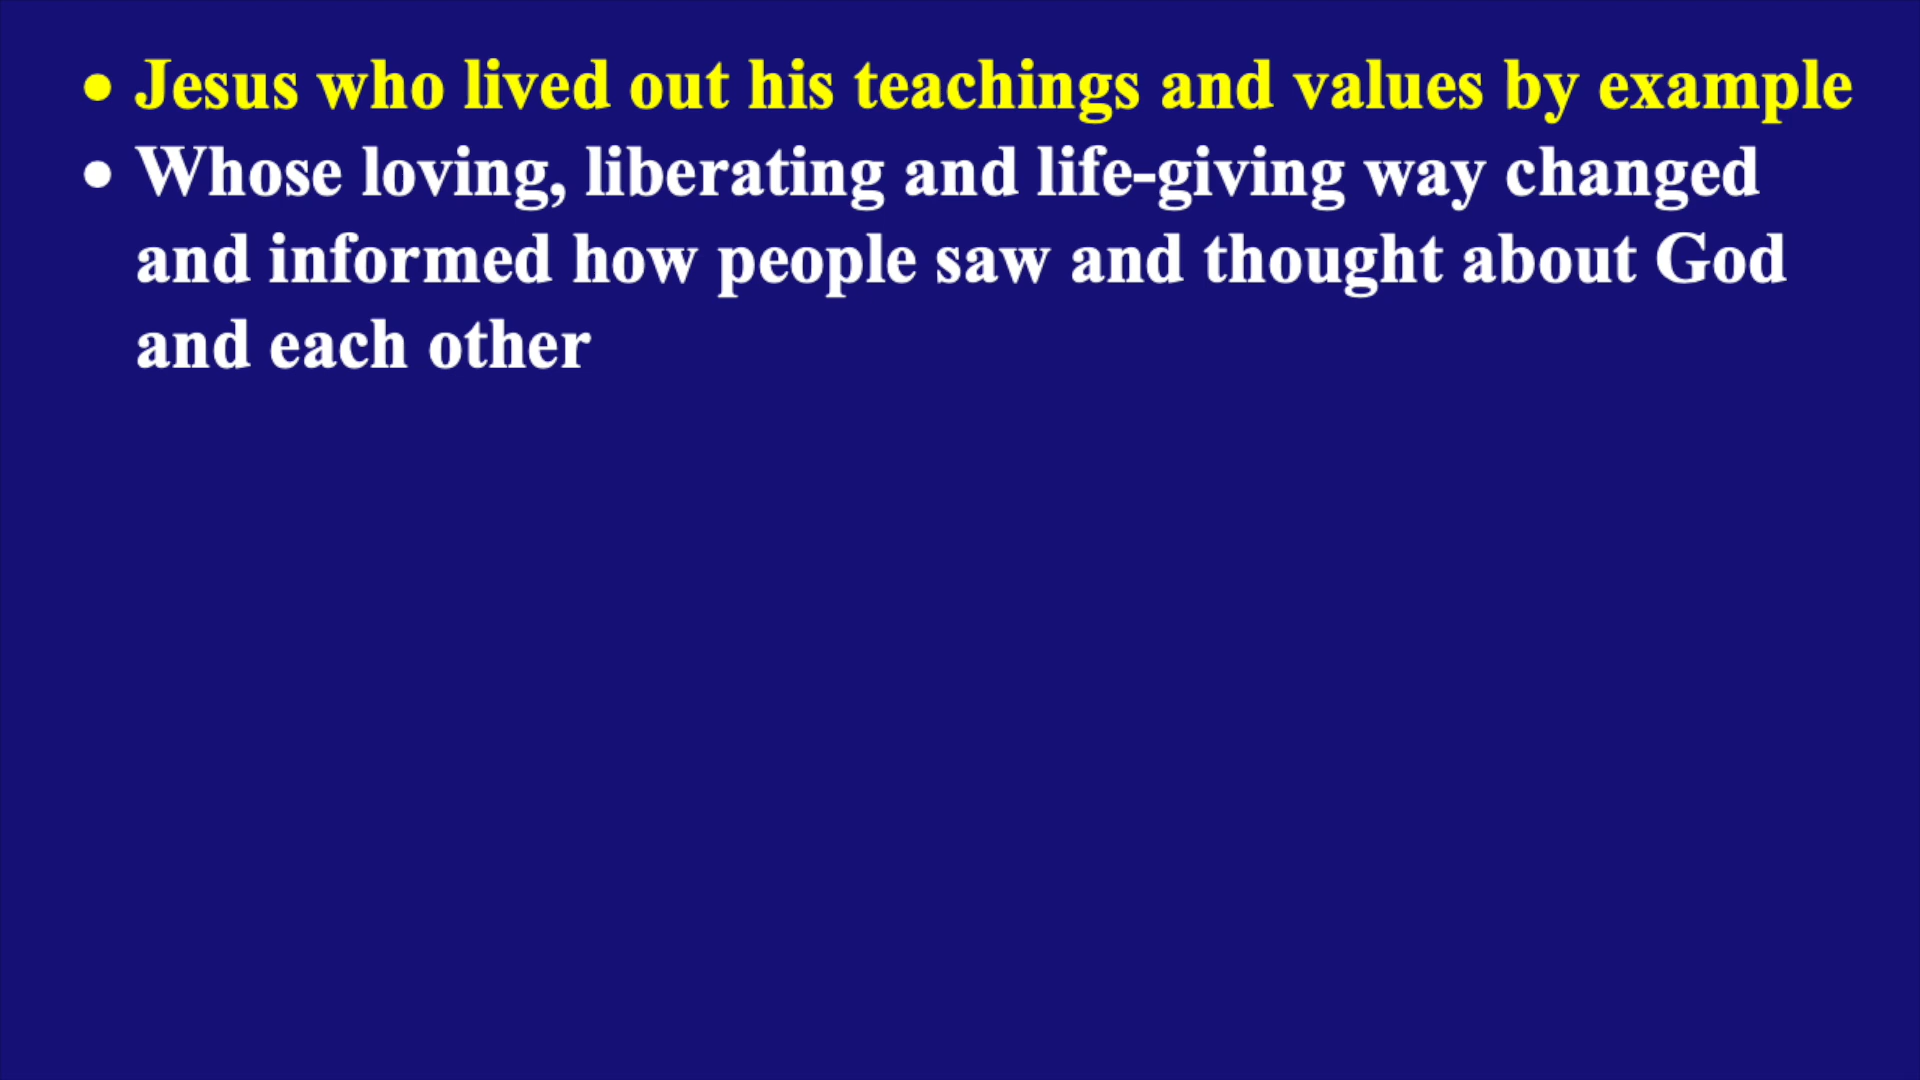 • Jesus who lived out his teachings and values by example
• Whose loving, liberating and life-giving way changed
and informed how people saw and thought about God
and each other